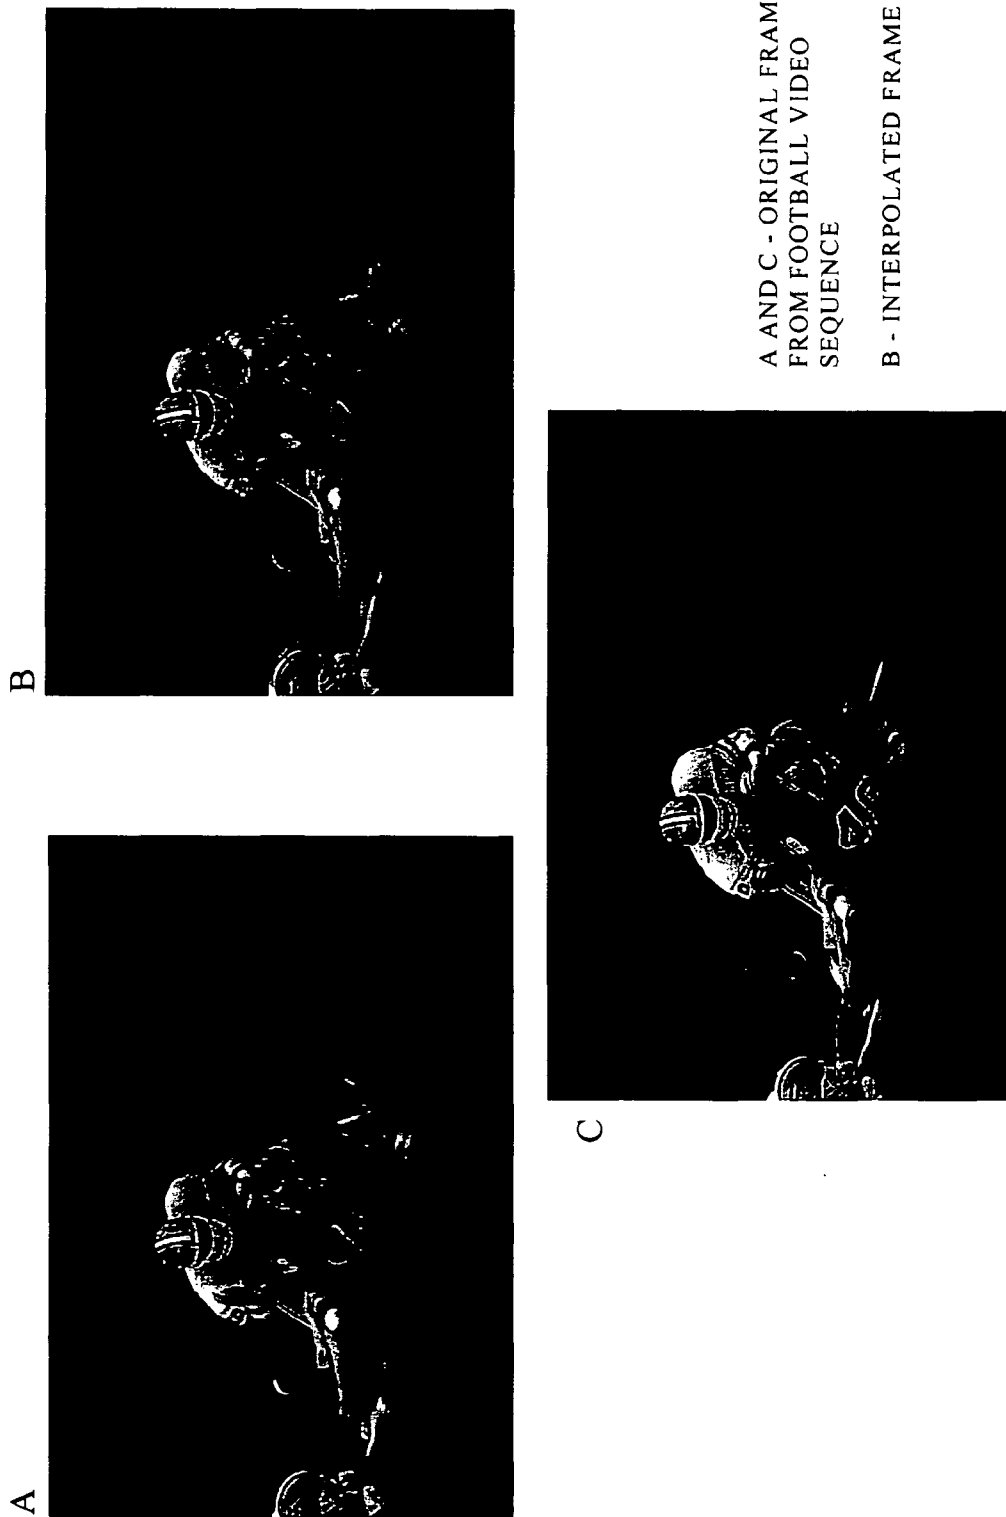 A
B
C
A AND C - ORIGINAL FRAM
FROM FOOTBALL VIDEO
SEQUENCE
B - INTERPOLATED FRAME